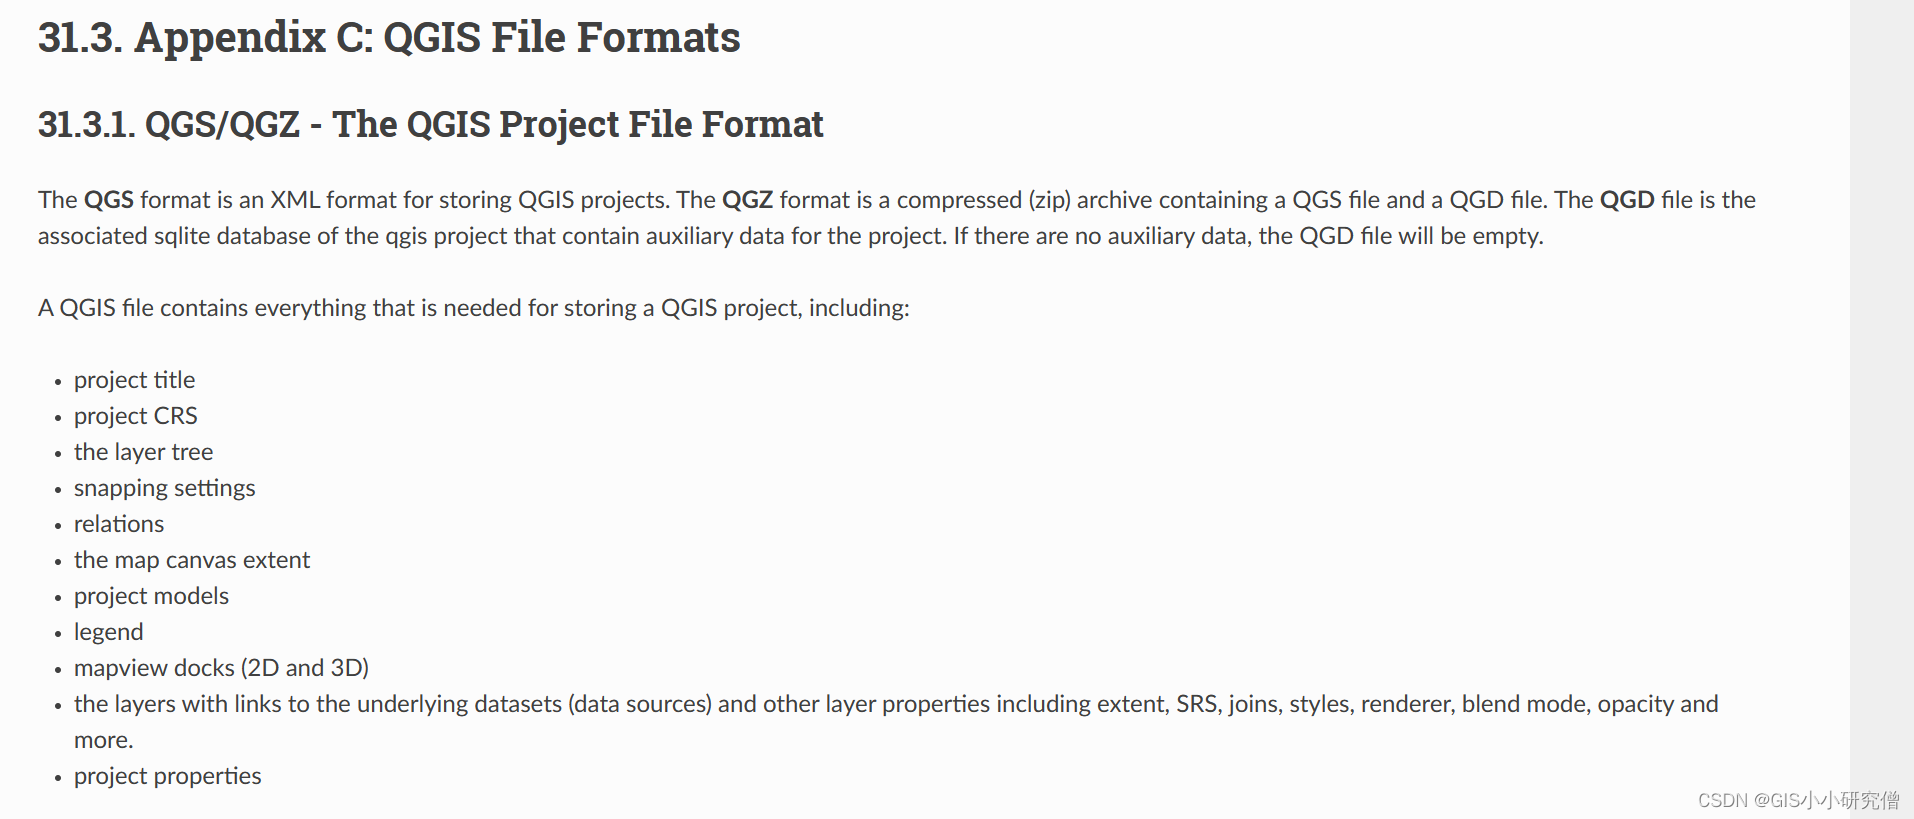 31.3. Appendix C: QGIS File Formats
31.3.1. QGS/QGZ - The QGIS Project File Format
The QGS format is an XML format for storing QGIS projects. The QGZ format is a compressed (zip) archive containing a QGS file and a QGD file. The QGD file is the
associated sqlite database of the qgis project that contain auxiliary data for the project. If there are no auxiliary data, the QGD file will be empty.
A QGIS file contains everything that is needed for storing a QGIS project, including:
• project title
• project CRS
• the layer tree
• snapping settings
• relations
• the map canvas extent
• project models
• legend
• mapview docks (2D and 3D)
• the layers with links to the underlying datasets (data sources) and other layer properties including extent, SRS, joins, styles, renderer, blend mode, opacity and
more.
• project properties
CSDN @GIS小小研究僧